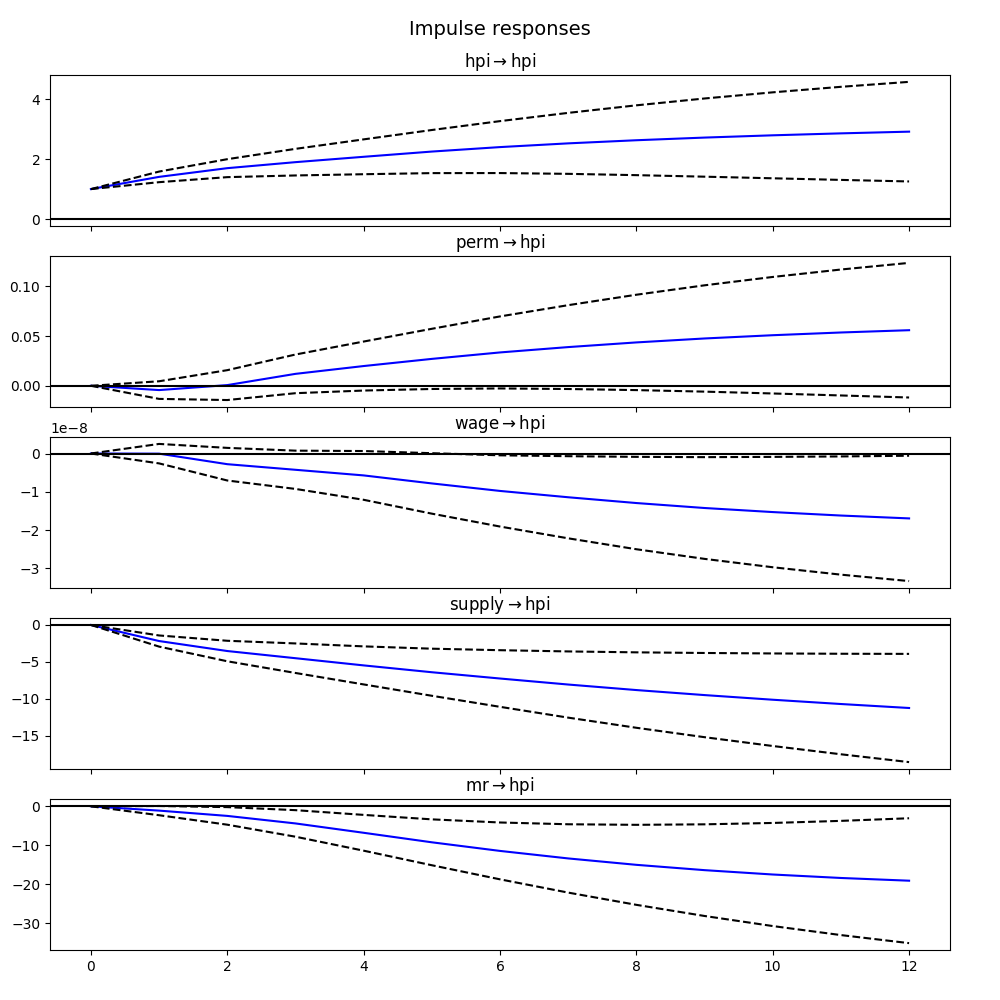 Impulse responses
hpi → hpi
4
2
0
perm → hpi
0.10
0.05
0.00
1e−8
wage → hpi
0
−1
−2
−3
supply → hpi
0
−5
−10
−15
mr → hpi
0
−10
−20
−30
0 2 4 6 8 10 12